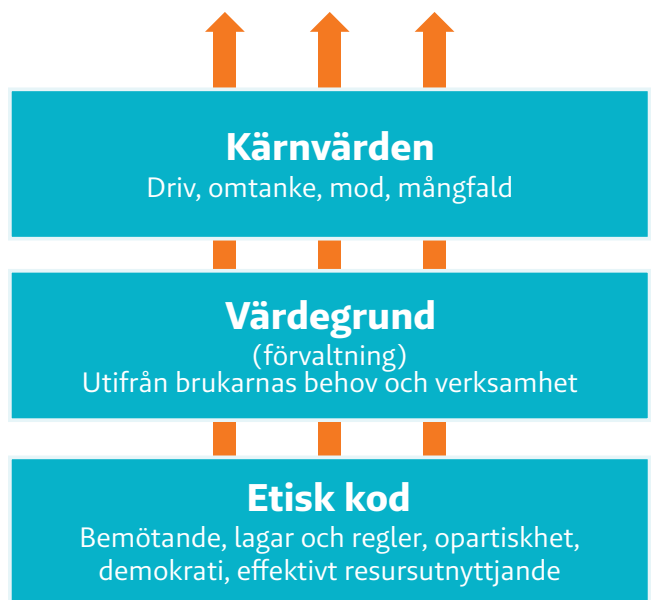 Kärnvärden
Driv, omtanke, mod, mångfald
Värdegrund
(förvaltning)
Utifrån brukarnas behov och verksamhet
Etisk kod
Bemötande, lagar och regler, opartiskhet,
demokrati, effektivt resursutnyttjande